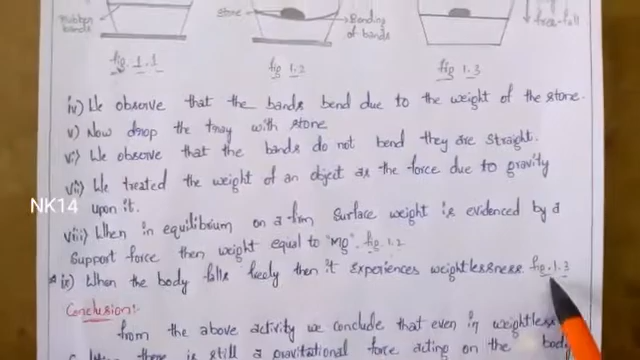 Rubber bands
stone
Bending of bands
free-fall
fig 1.1
fig 1.2
fig 1.3
iv) We observe that the bands bend due to the weight of the stone.
v) Now drop the tray with stone
vi) We observe that the bands do not bend they are straight.
vii) We treated the weight of an object as the force due to gravity
upon it.
viii) When in equilibrium on a firm surface weight is evidenced by a
support force then weight equal to "mg". fig 1.2
ix) When the body falls freely then it experiences weightlessness fig. 1.3
Conclusion:-
from the above activity we conclude that even in weightless
there is still a gravitational force acting on the body
NK14